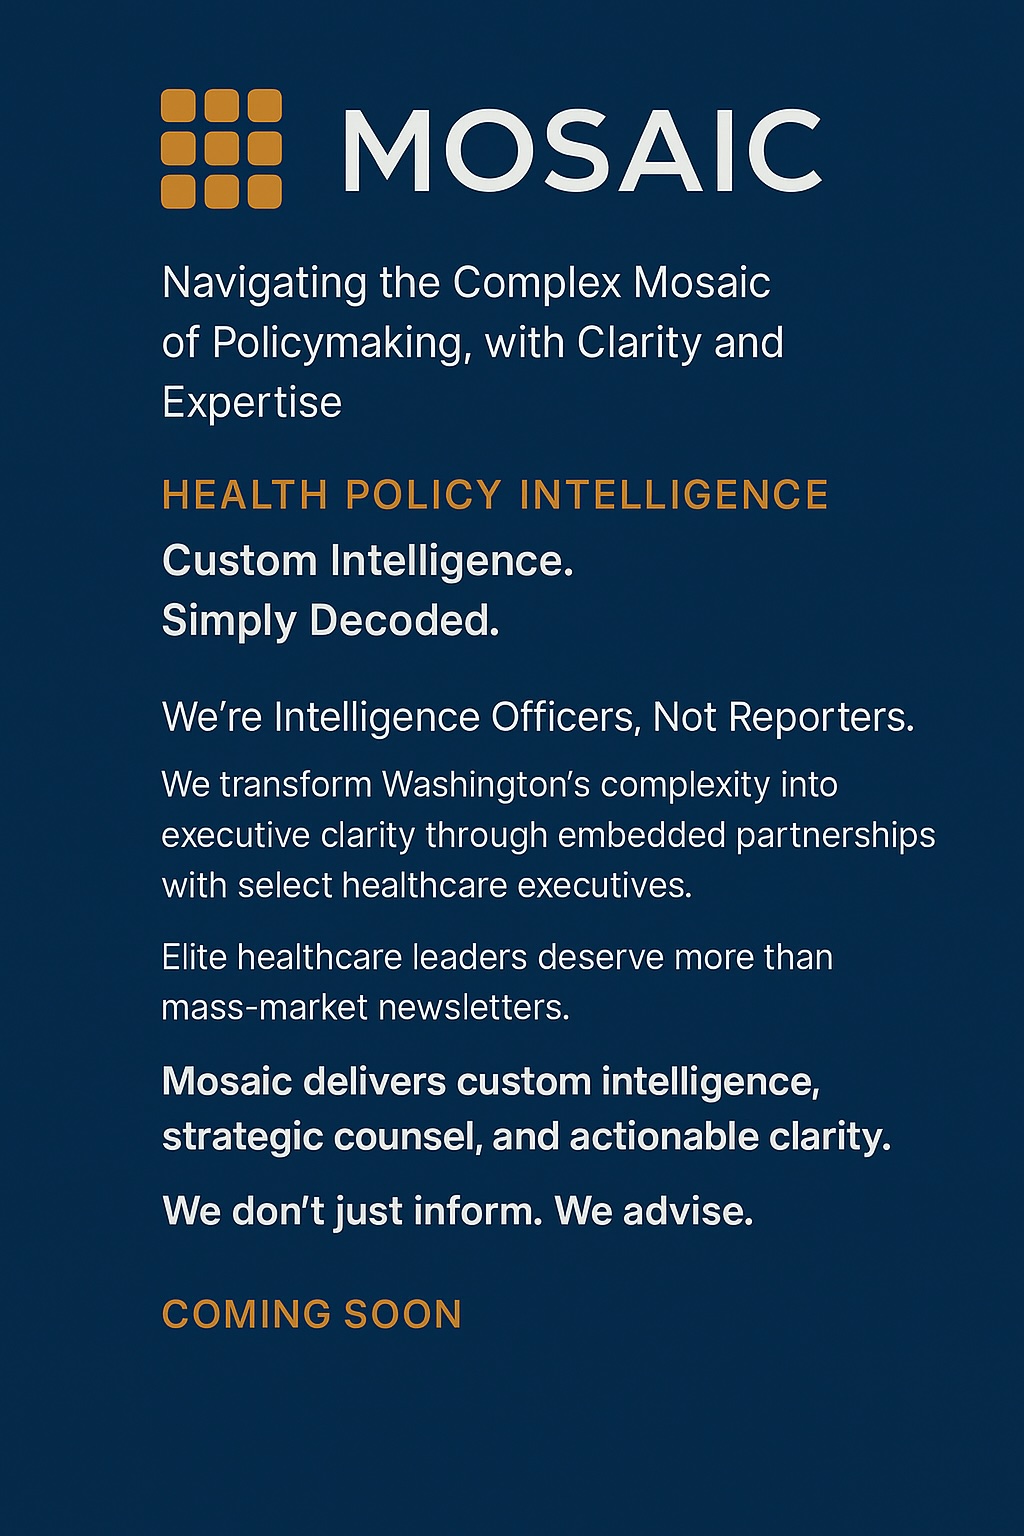 MOSAIC
Navigating the Complex Mosaic
of Policymaking, with Clarity and
Expertise
HEALTH POLICY INTELLIGENCE
Custom Intelligence.
Simply Decoded.
We’re Intelligence Officers, Not Reporters.
We transform Washington’s complexity into
executive clarity through embedded partnerships
with select healthcare executives.
Elite healthcare leaders deserve more than
mass-market newsletters.
Mosaic delivers custom intelligence,
strategic counsel, and actionable clarity.
We don’t just inform. We advise.
COMING SOON